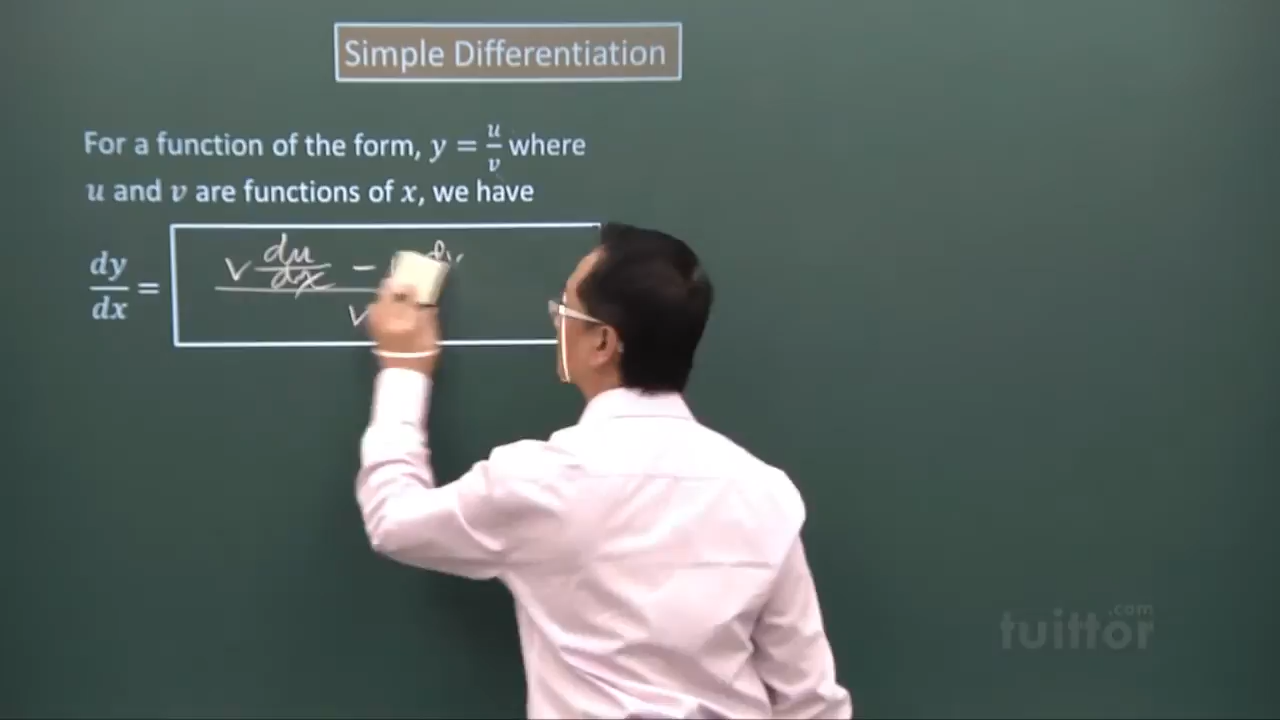 Simple Differentiation
For a function of the form, y = u/v where
u and v are functions of x, we have
dy/dx =
v du/dx −
v
tuittor.com